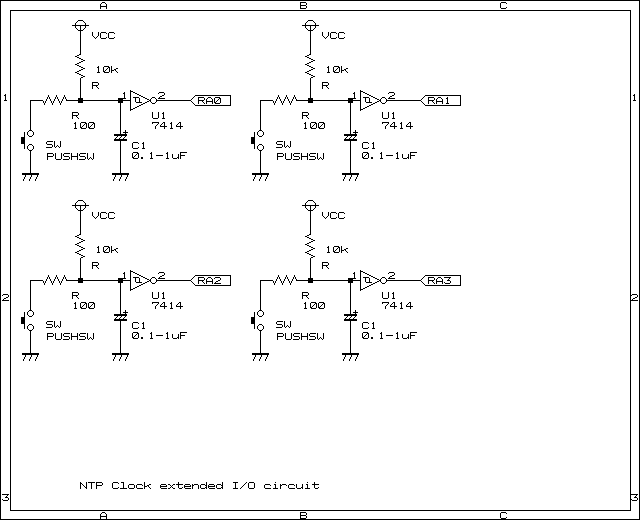 A B C
VCC VCC
10k 10k
R R
1 1 2 RA0 1 2 RA1 1
R U1 R U1
100 7414 100 7414
SW C1 SW C1
PUSHSW 0.1-1uF PUSHSW 0.1-1uF
VCC VCC
10k 10k
R R
1 2 RA2 1 2 RA3
2 R U1 R U1 2
100 7414 100 7414
SW C1 SW C1
PUSHSW 0.1-1uF PUSHSW 0.1-1uF
NTP Clock extended I/O circuit
3 3
A B C